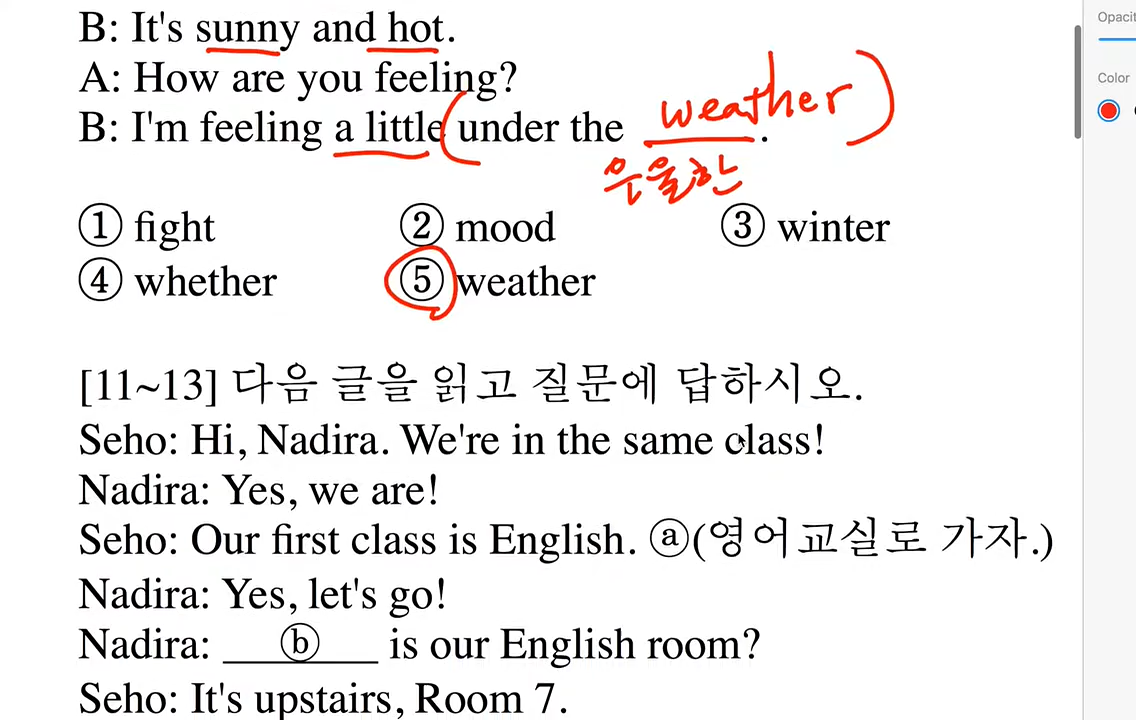 B: It's sunny and hot.
A: How are you feeling?
B: I'm feeling a little (under the weather).
우울한
① fight ② mood ③ winter
④ whether ⑤ weather
[11~13] 다음 글을 읽고 질문에 답하시오.
Seho: Hi, Nadira. We're in the same class!
Nadira: Yes, we are!
Seho: Our first class is English. ⓐ(영어교실로 가자.)
Nadira: Yes, let's go!
Nadira: ___ⓑ___ is our English room?
Seho: It's upstairs, Room 7.
Color